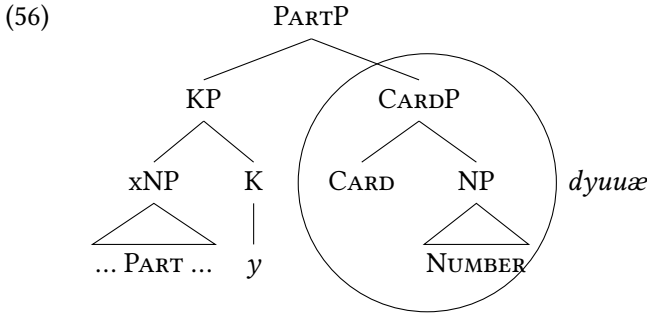 (56) PartP
KP CardP
xNP K Card NP dyuuæ
... Part ... y Number